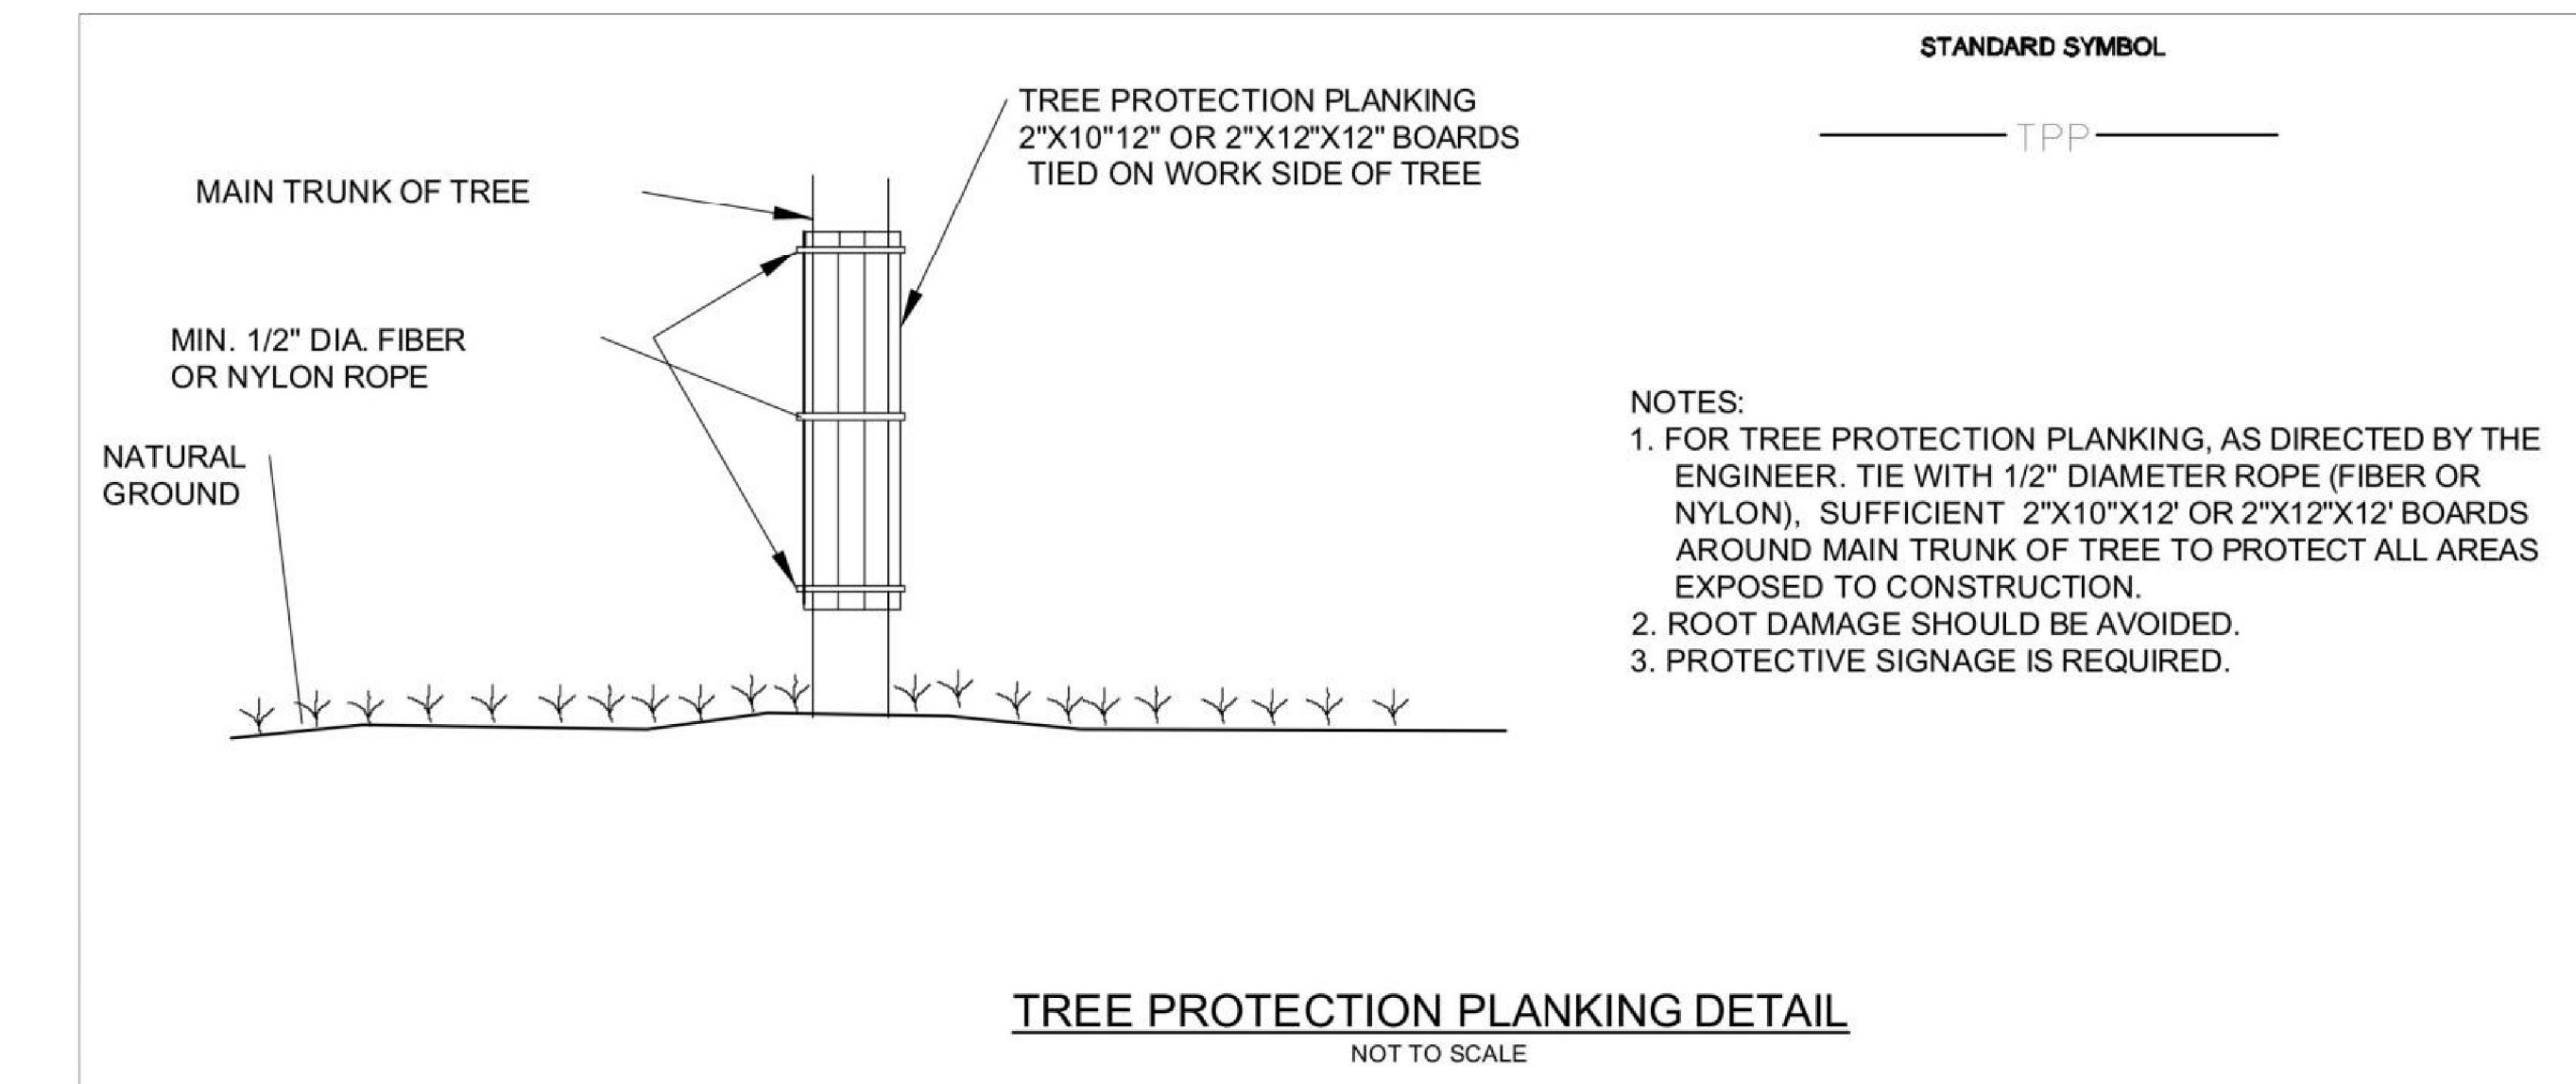 STANDARD SYMBOL
TPP
TREE PROTECTION PLANKING
2"X10"12" OR 2"X12"X12" BOARDS
TIED ON WORK SIDE OF TREE
MAIN TRUNK OF TREE
MIN. 1/2" DIA. FIBER
OR NYLON ROPE
NATURAL
GROUND
NOTES:
1. FOR TREE PROTECTION PLANKING, AS DIRECTED BY THE
ENGINEER. TIE WITH 1/2" DIAMETER ROPE (FIBER OR
NYLON), SUFFICIENT 2"X10"X12' OR 2"X12"X12' BOARDS
AROUND MAIN TRUNK OF TREE TO PROTECT ALL AREAS
EXPOSED TO CONSTRUCTION.
2. ROOT DAMAGE SHOULD BE AVOIDED.
3. PROTECTIVE SIGNAGE IS REQUIRED.
TREE PROTECTION PLANKING DETAIL
NOT TO SCALE